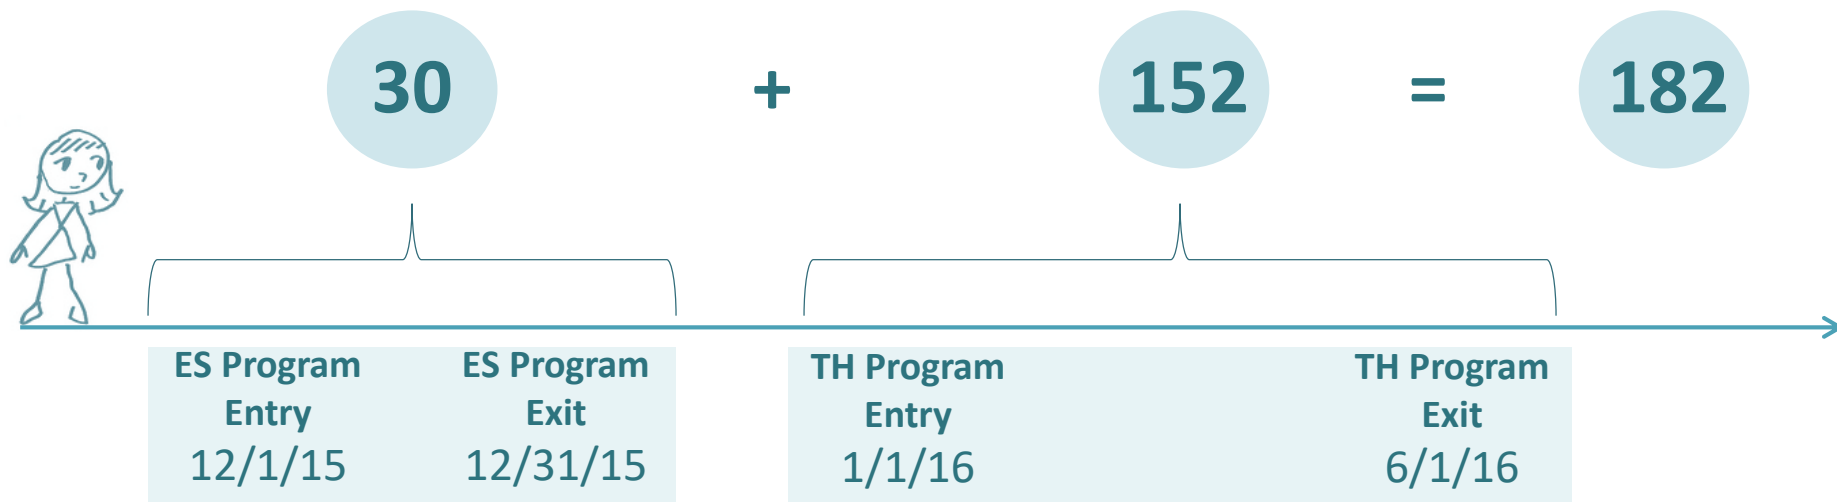 30 + 152 = 182
ES Program
Entry
12/1/15
ES Program
Exit
12/31/15
TH Program
Entry
1/1/16
TH Program
Exit
6/1/16